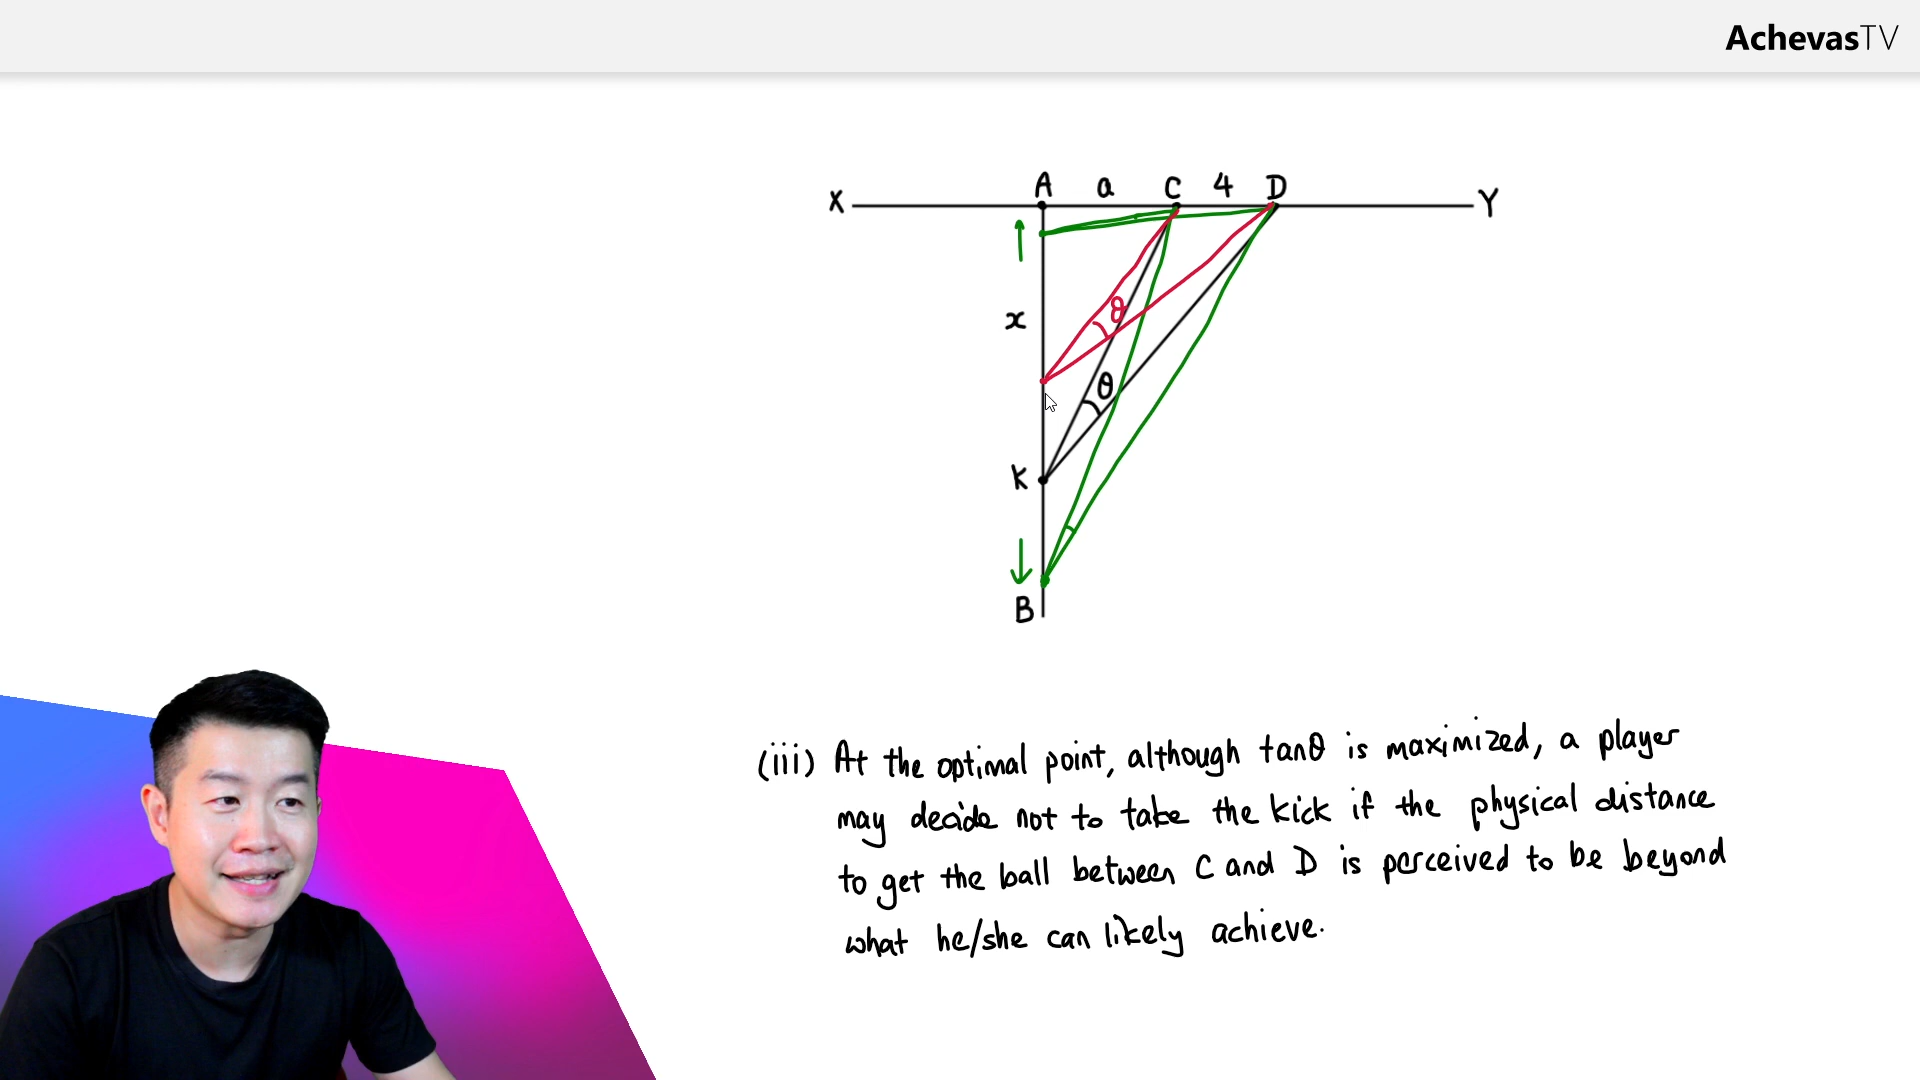 AchevasTV
X A a C 4 D Y
x
θ
θ
K
B
(iii) At the optimal point, although tanθ is maximized, a player
may decide not to take the kick if the physical distance
to get the ball between C and D is perceived to be beyond
what he/she can likely achieve.